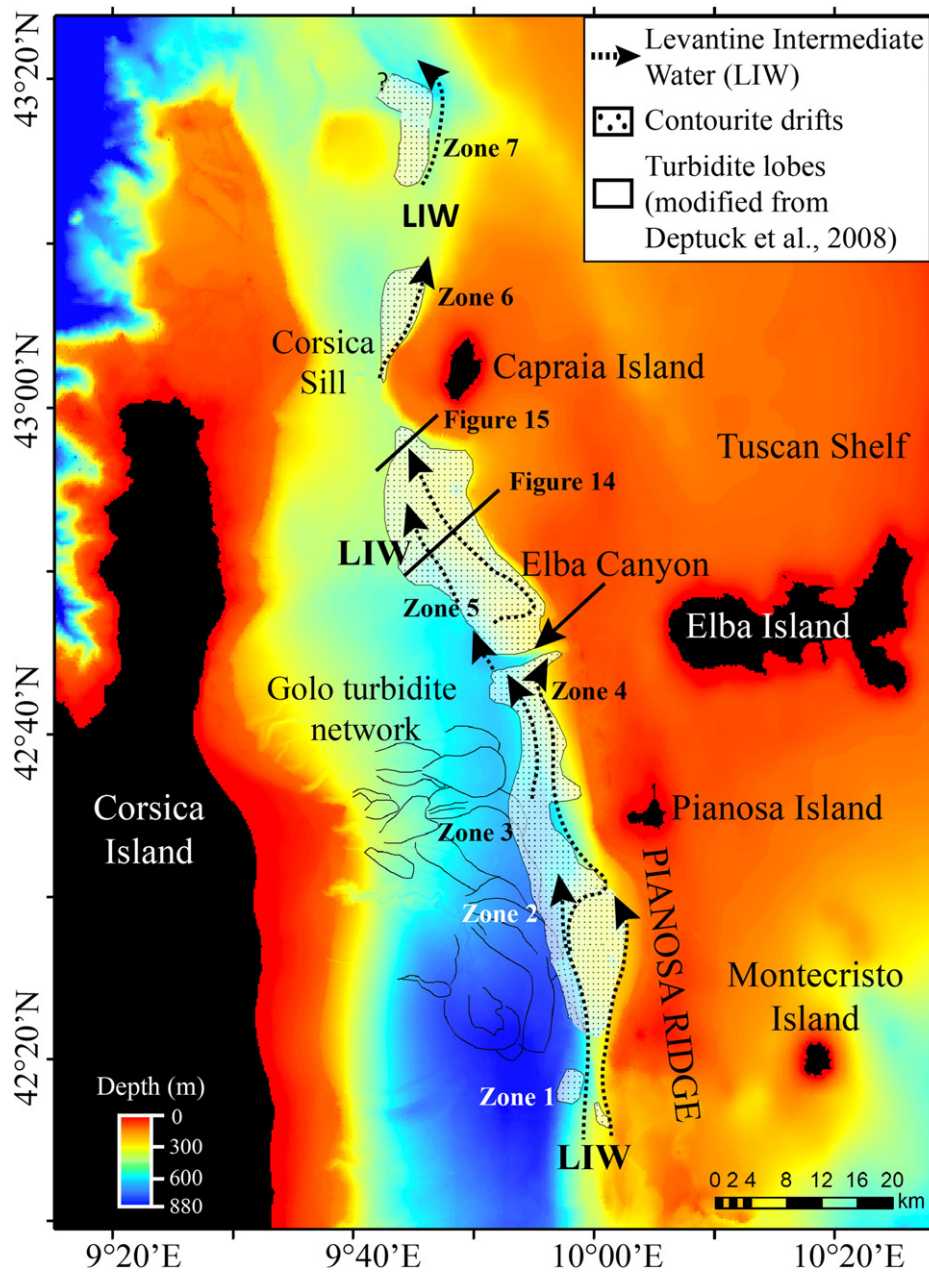 Levantine Intermediate
Water (LIW)
Contourite drifts
Turbidite lobes
(modified from
Deptuck et al., 2008)
43°20'N
43°00'N
42°40'N
42°20'N
?
Zone 7
LIW
Zone 6
Corsica
Sill
Capraia Island
Figure 15
Tuscan Shelf
Figure 14
LIW
Elba Canyon
Zone 5
Elba Island
Zone 4
Golo turbidite
network
Corsica
Island
Zone 3
Pianosa Island
PIANOSA RIDGE
Zone 2
Montecristo
Island
Zone 1
LIW
Depth (m)
0
300
600
880
0 2 4 8 12 16 20
km
9°20'E 9°40'E 10°00'E 10°20'E